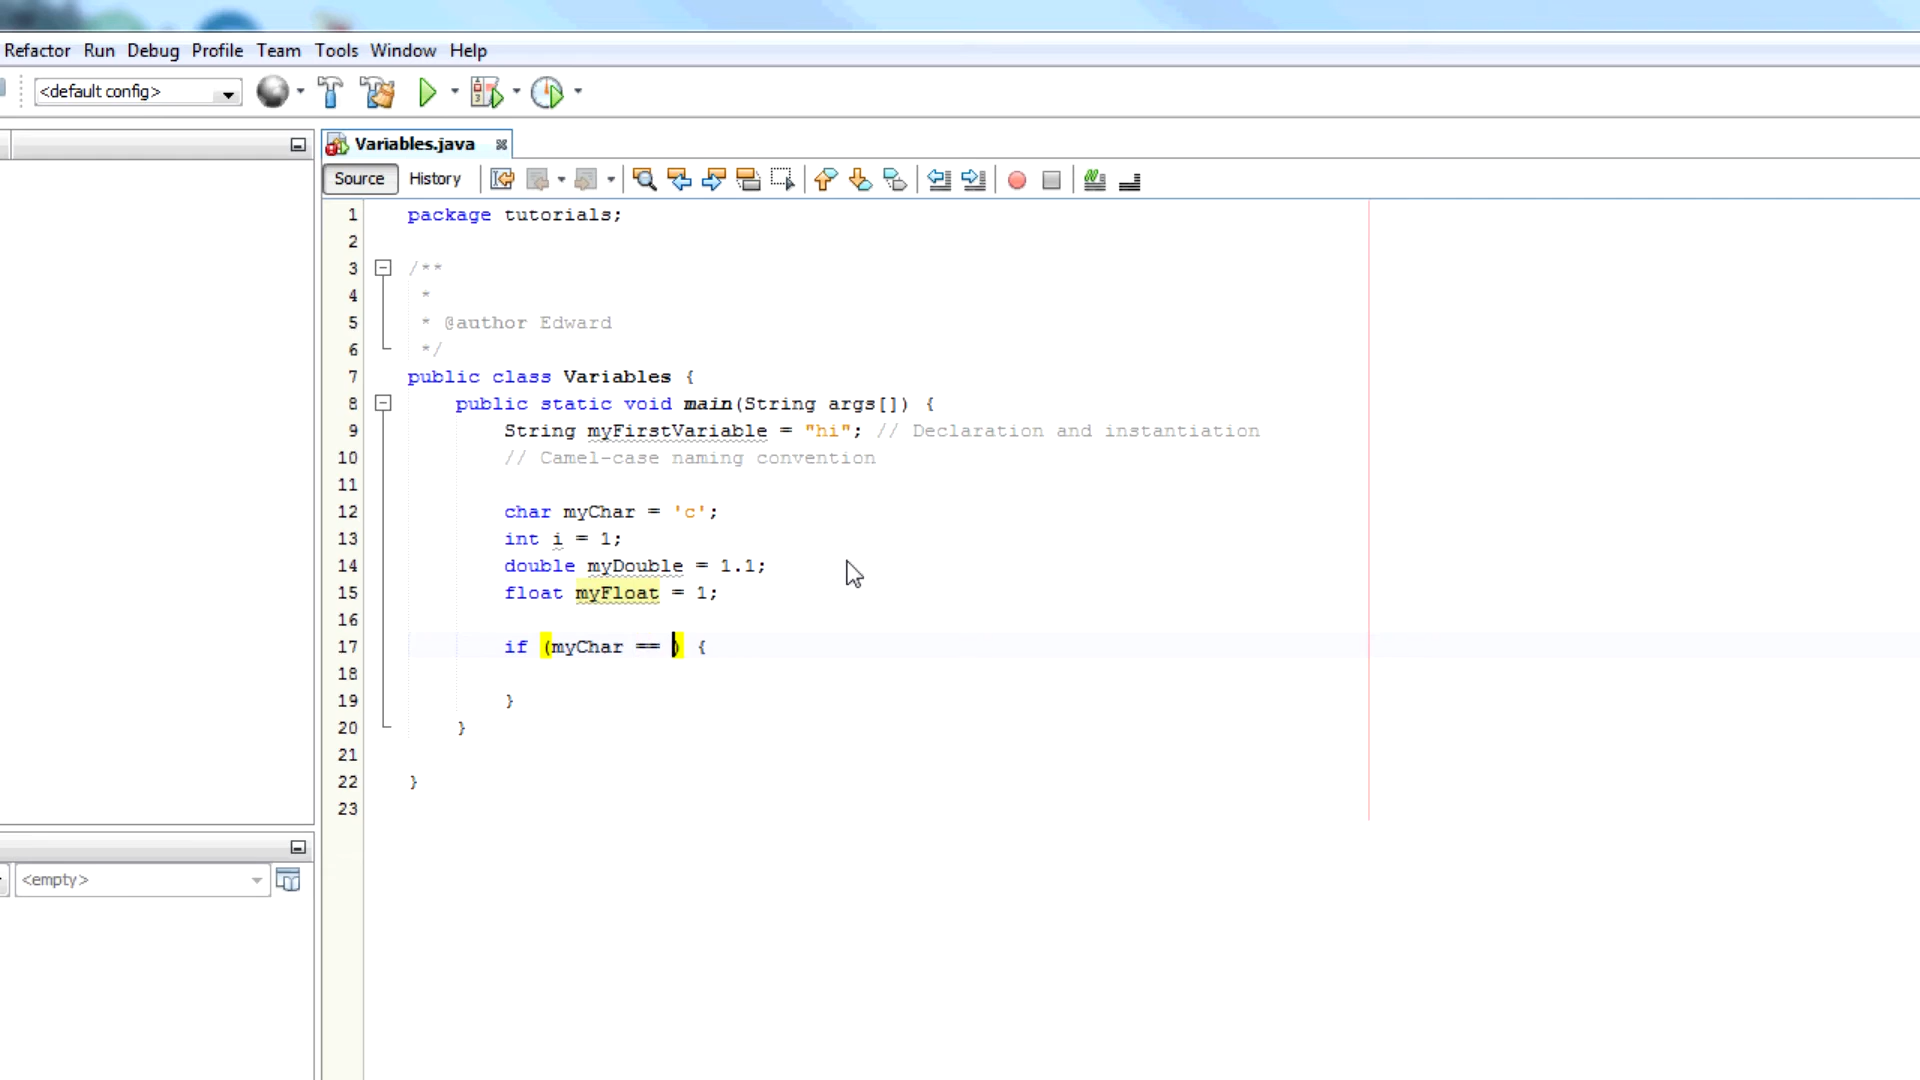 Refactor Run Debug Profile Team Tools Window Help
<default config>
Variables.java
Source History
1 package tutorials;
2
3 /**
4 *
5 * @author Edward
6 */
7 public class Variables {
8 public static void main(String args[]) {
9 String myFirstVariable = "hi"; // Declaration and instantiation
10 // Camel-case naming convention
11
12 char myChar = 'c';
13 int i = 1;
14 double myDouble = 1.1;
15 float myFloat = 1;
16
17 if (myChar == ) {
18
19 }
20 }
21
22 }
23
<empty>